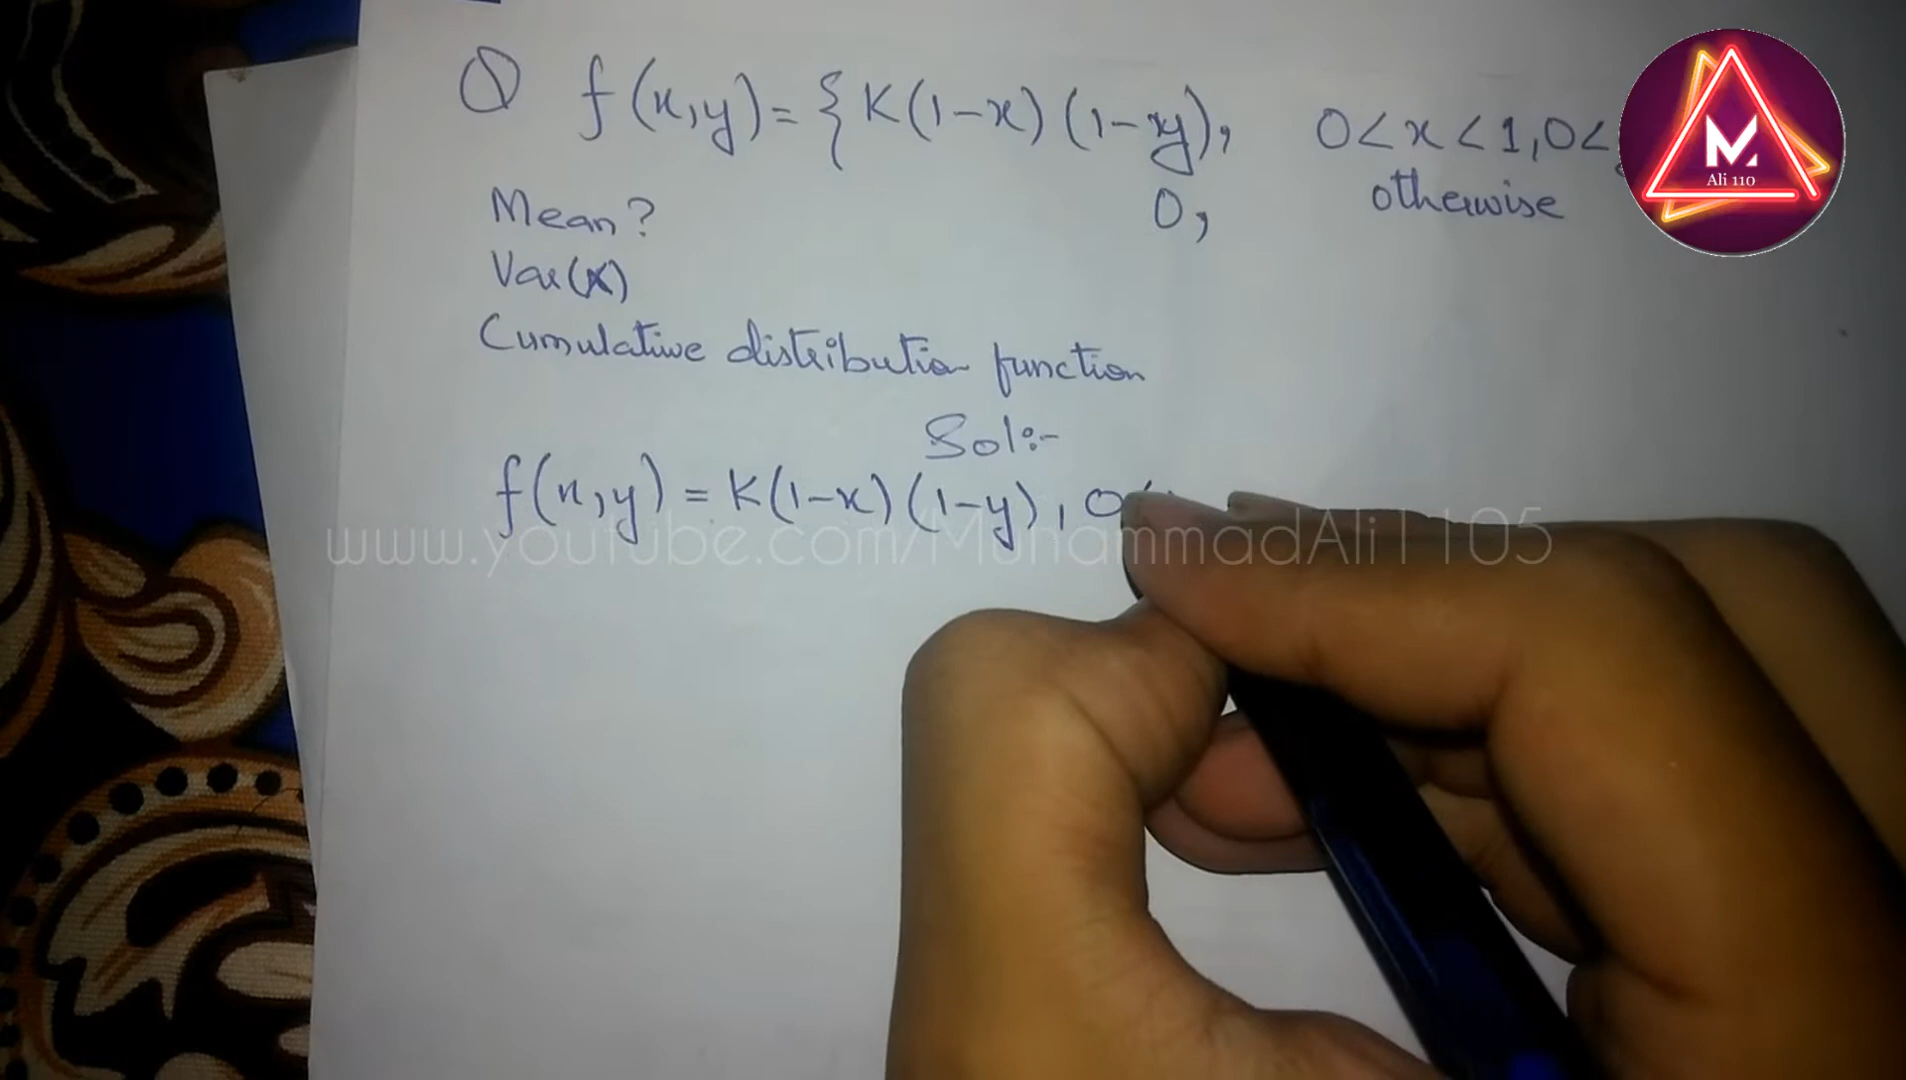 Q f(x,y) = { K(1-x) (1-y), 0<x<1, 0<
0, otherwise
Mean?
Var(X)
Cumulative distribution function
Sol:-
f(x,y) = K(1-x) (1-y), 0<
www.youtube.com/MuhammadAli1105
M.
Ali 110